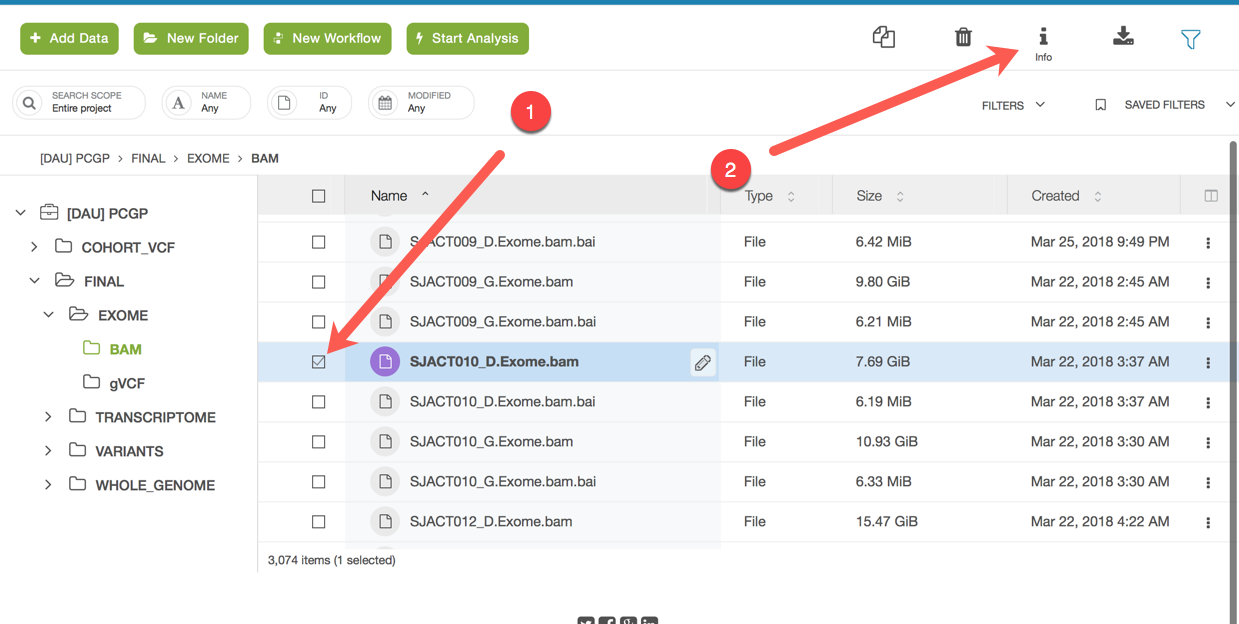 Add Data
New Folder
New Workflow
Start Analysis
Info
SEARCH SCOPE
Entire project
NAME
Any
ID
Any
MODIFIED
Any
FILTERS
SAVED FILTERS
1
2
[DAU] PCGP > FINAL > EXOME > BAM
[DAU] PCGP
COHORT_VCF
FINAL
EXOME
BAM
gVCF
TRANSCRIPTOME
VARIANTS
WHOLE_GENOME
Name Type Size Created
SJACT009_D.Exome.bam.bai File 6.42 MiB Mar 25, 2018 9:49 PM
SJACT009_G.Exome.bam File 9.80 GiB Mar 22, 2018 2:45 AM
SJACT009_G.Exome.bam.bai File 6.21 MiB Mar 22, 2018 2:45 AM
SJACT010_D.Exome.bam File 7.69 GiB Mar 22, 2018 3:37 AM
SJACT010_D.Exome.bam.bai File 6.19 MiB Mar 22, 2018 3:37 AM
SJACT010_G.Exome.bam File 10.93 GiB Mar 22, 2018 3:30 AM
SJACT010_G.Exome.bam.bai File 6.33 MiB Mar 22, 2018 3:30 AM
SJACT012_D.Exome.bam File 15.47 GiB Mar 22, 2018 4:22 AM
3,074 items (1 selected)